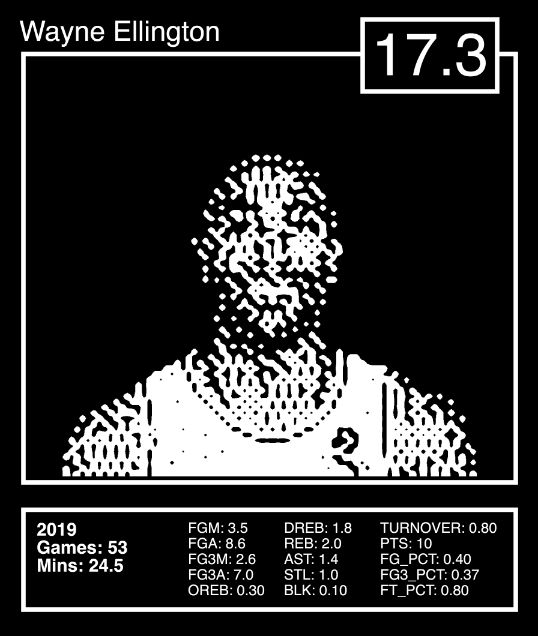 Wayne Ellington
17.3
2019
Games: 53
Mins: 24.5
FGM: 3.5
FGA: 8.6
FG3M: 2.6
FG3A: 7.0
OREB: 0.30
DREB: 1.8
REB: 2.0
AST: 1.4
STL: 1.0
BLK: 0.10
TURNOVER: 0.80
PTS: 10
FG_PCT: 0.40
FG3_PCT: 0.37
FT_PCT: 0.80